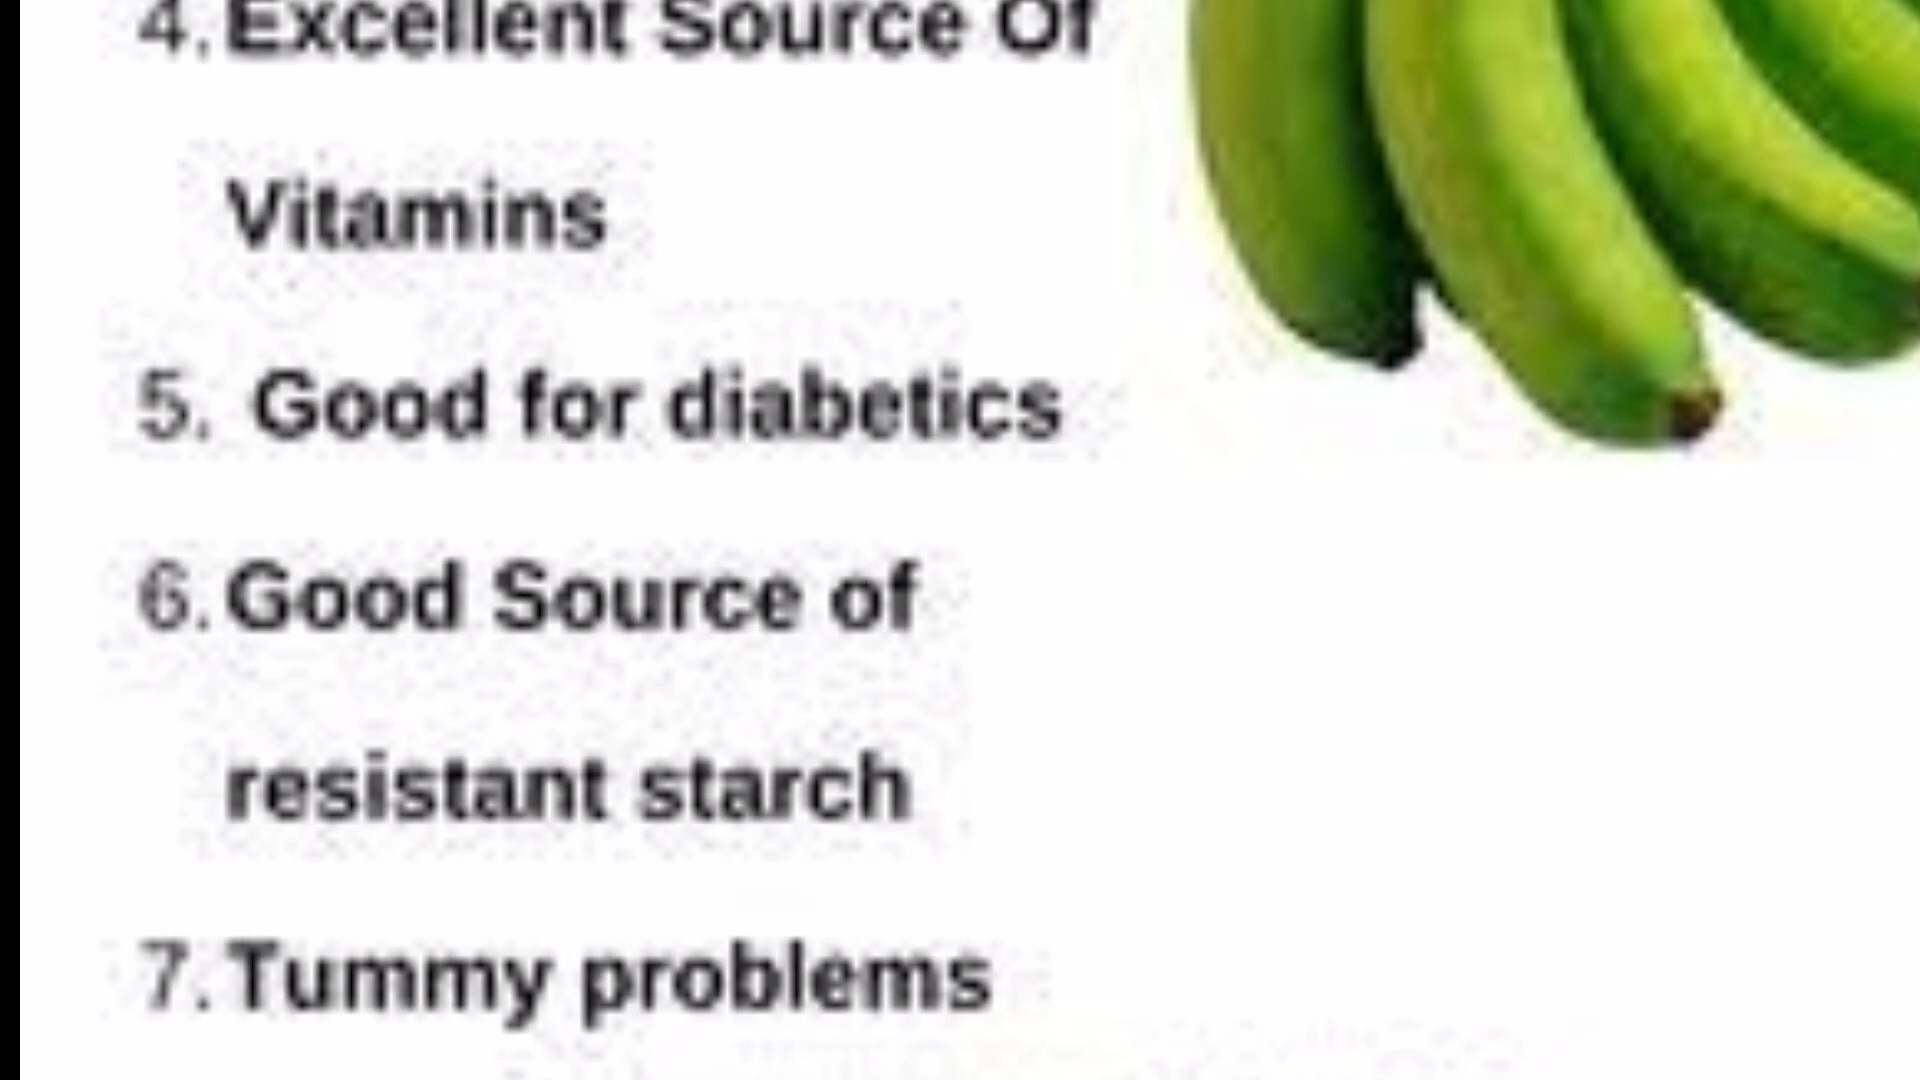 4. Excellent Source Of
Vitamins
5. Good for diabetics
6. Good Source of
resistant starch
7. Tummy problems